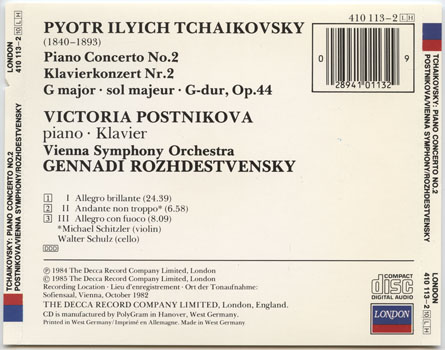 PYOTR ILYICH TCHAIKOVSKY
(1840–1893)
Piano Concerto No.2
Klavierkonzert Nr.2
G major · sol majeur · G-dur, Op.44
VICTORIA POSTNIKOVA
piano · Klavier
Vienna Symphony Orchestra
GENNADI ROZHDESTVENSKY
1 I Allegro brillante (24.39)
2 II Andante non troppo* (6.58)
3 III Allegro con fuoco (8.09)
*Michael Schitzler (violin)
Walter Schulz (cello)
DDD
℗ 1984 The Decca Record Company Limited, London
© 1985 The Decca Record Company Limited, London
Recording Location · Lieu d'enregistrement · Ort der Tonaufnahme:
Sofiensaal, Vienna, October 1982
THE DECCA RECORD COMPANY LIMITED, London, England.
CD is manufactured by PolyGram in Hanover, West Germany.
Printed in West Germany / Imprimé en Allemagne. Made in West Germany
410 113-2 LH
0 28941 01132 9
COMPACT
disc
DIGITAL AUDIO
LONDON
TCHAIKOVSKY: PIANO CONCERTO NO.2
POSTNIKOVA/VIENNA SYMPHONY/ROZHDESTVENSKY
LONDON
410 113-2 LH
TCHAIKOVSKY: PIANO CONCERTO NO.2
POSTNIKOVA/VIENNA SYMPHONY/ROZHDESTVENSKY
LONDON
410 113-2 LH